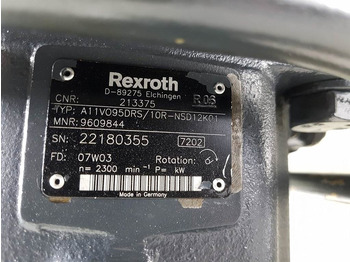 Rexroth
D-89275 Elchingen
CNR: 213375 R 06
TYP: A11VO95DRS/10R-NSD12K01
MNR: 9609844
SN: 22180355 7202
FD: 07W03 Rotation:
n= 2300 min⁻¹ P= kW
Made in Germany